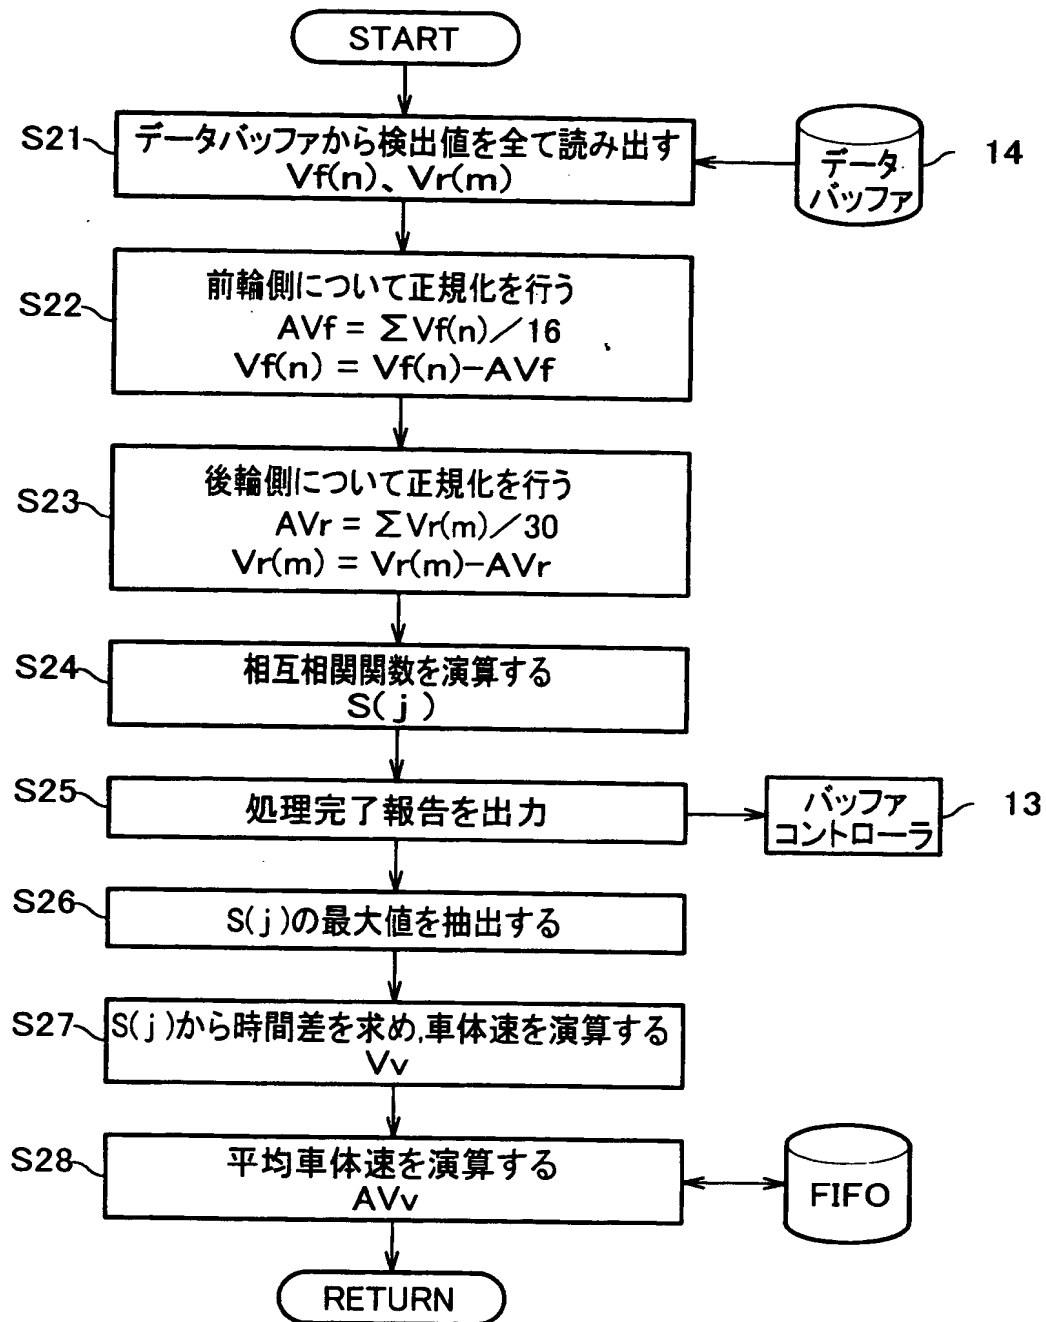 START
S21
データバッファから検出値を全て読み出す
Vf(n)、Vr(m)
データ
バッファ
14
S22
前輪側について正規化を行う
AVf = ΣVf(n)／16
Vf(n) = Vf(n)-AVf
S23
後輪側について正規化を行う
AVr = ΣVr(m)／30
Vr(m) = Vr(m)-AVr
S24
相互相関関数を演算する
S(j)
S25
処理完了報告を出力
バッファ
コントローラ
13
S26
S(j)の最大値を抽出する
S27
S(j)から時間差を求め,車体速を演算する
Vv
S28
平均車体速を演算する
AVv
FIFO
RETURN